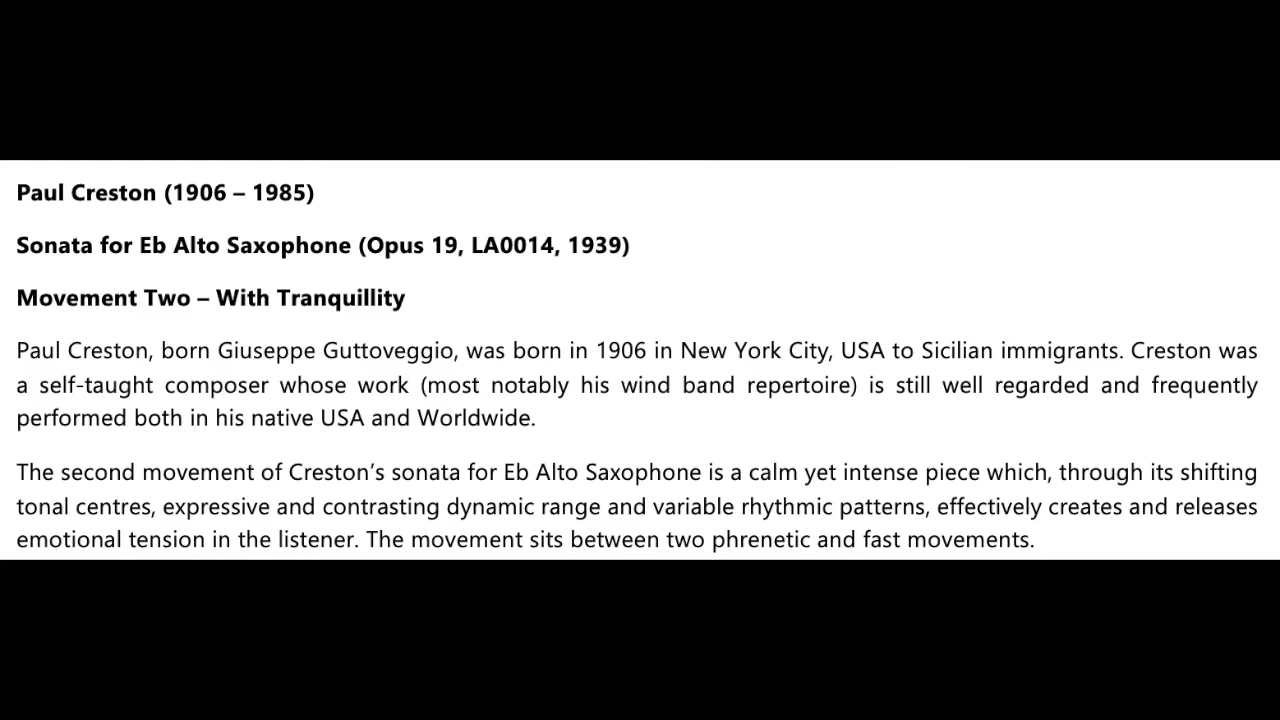 Paul Creston (1906 – 1985)
Sonata for Eb Alto Saxophone (Opus 19, LA0014, 1939)
Movement Two – With Tranquillity
Paul Creston, born Giuseppe Guttoveggio, was born in 1906 in New York City, USA to Sicilian immigrants. Creston was
a self-taught composer whose work (most notably his wind band repertoire) is still well regarded and frequently
performed both in his native USA and Worldwide.
The second movement of Creston’s sonata for Eb Alto Saxophone is a calm yet intense piece which, through its shifting
tonal centres, expressive and contrasting dynamic range and variable rhythmic patterns, effectively creates and releases
emotional tension in the listener. The movement sits between two phrenetic and fast movements.